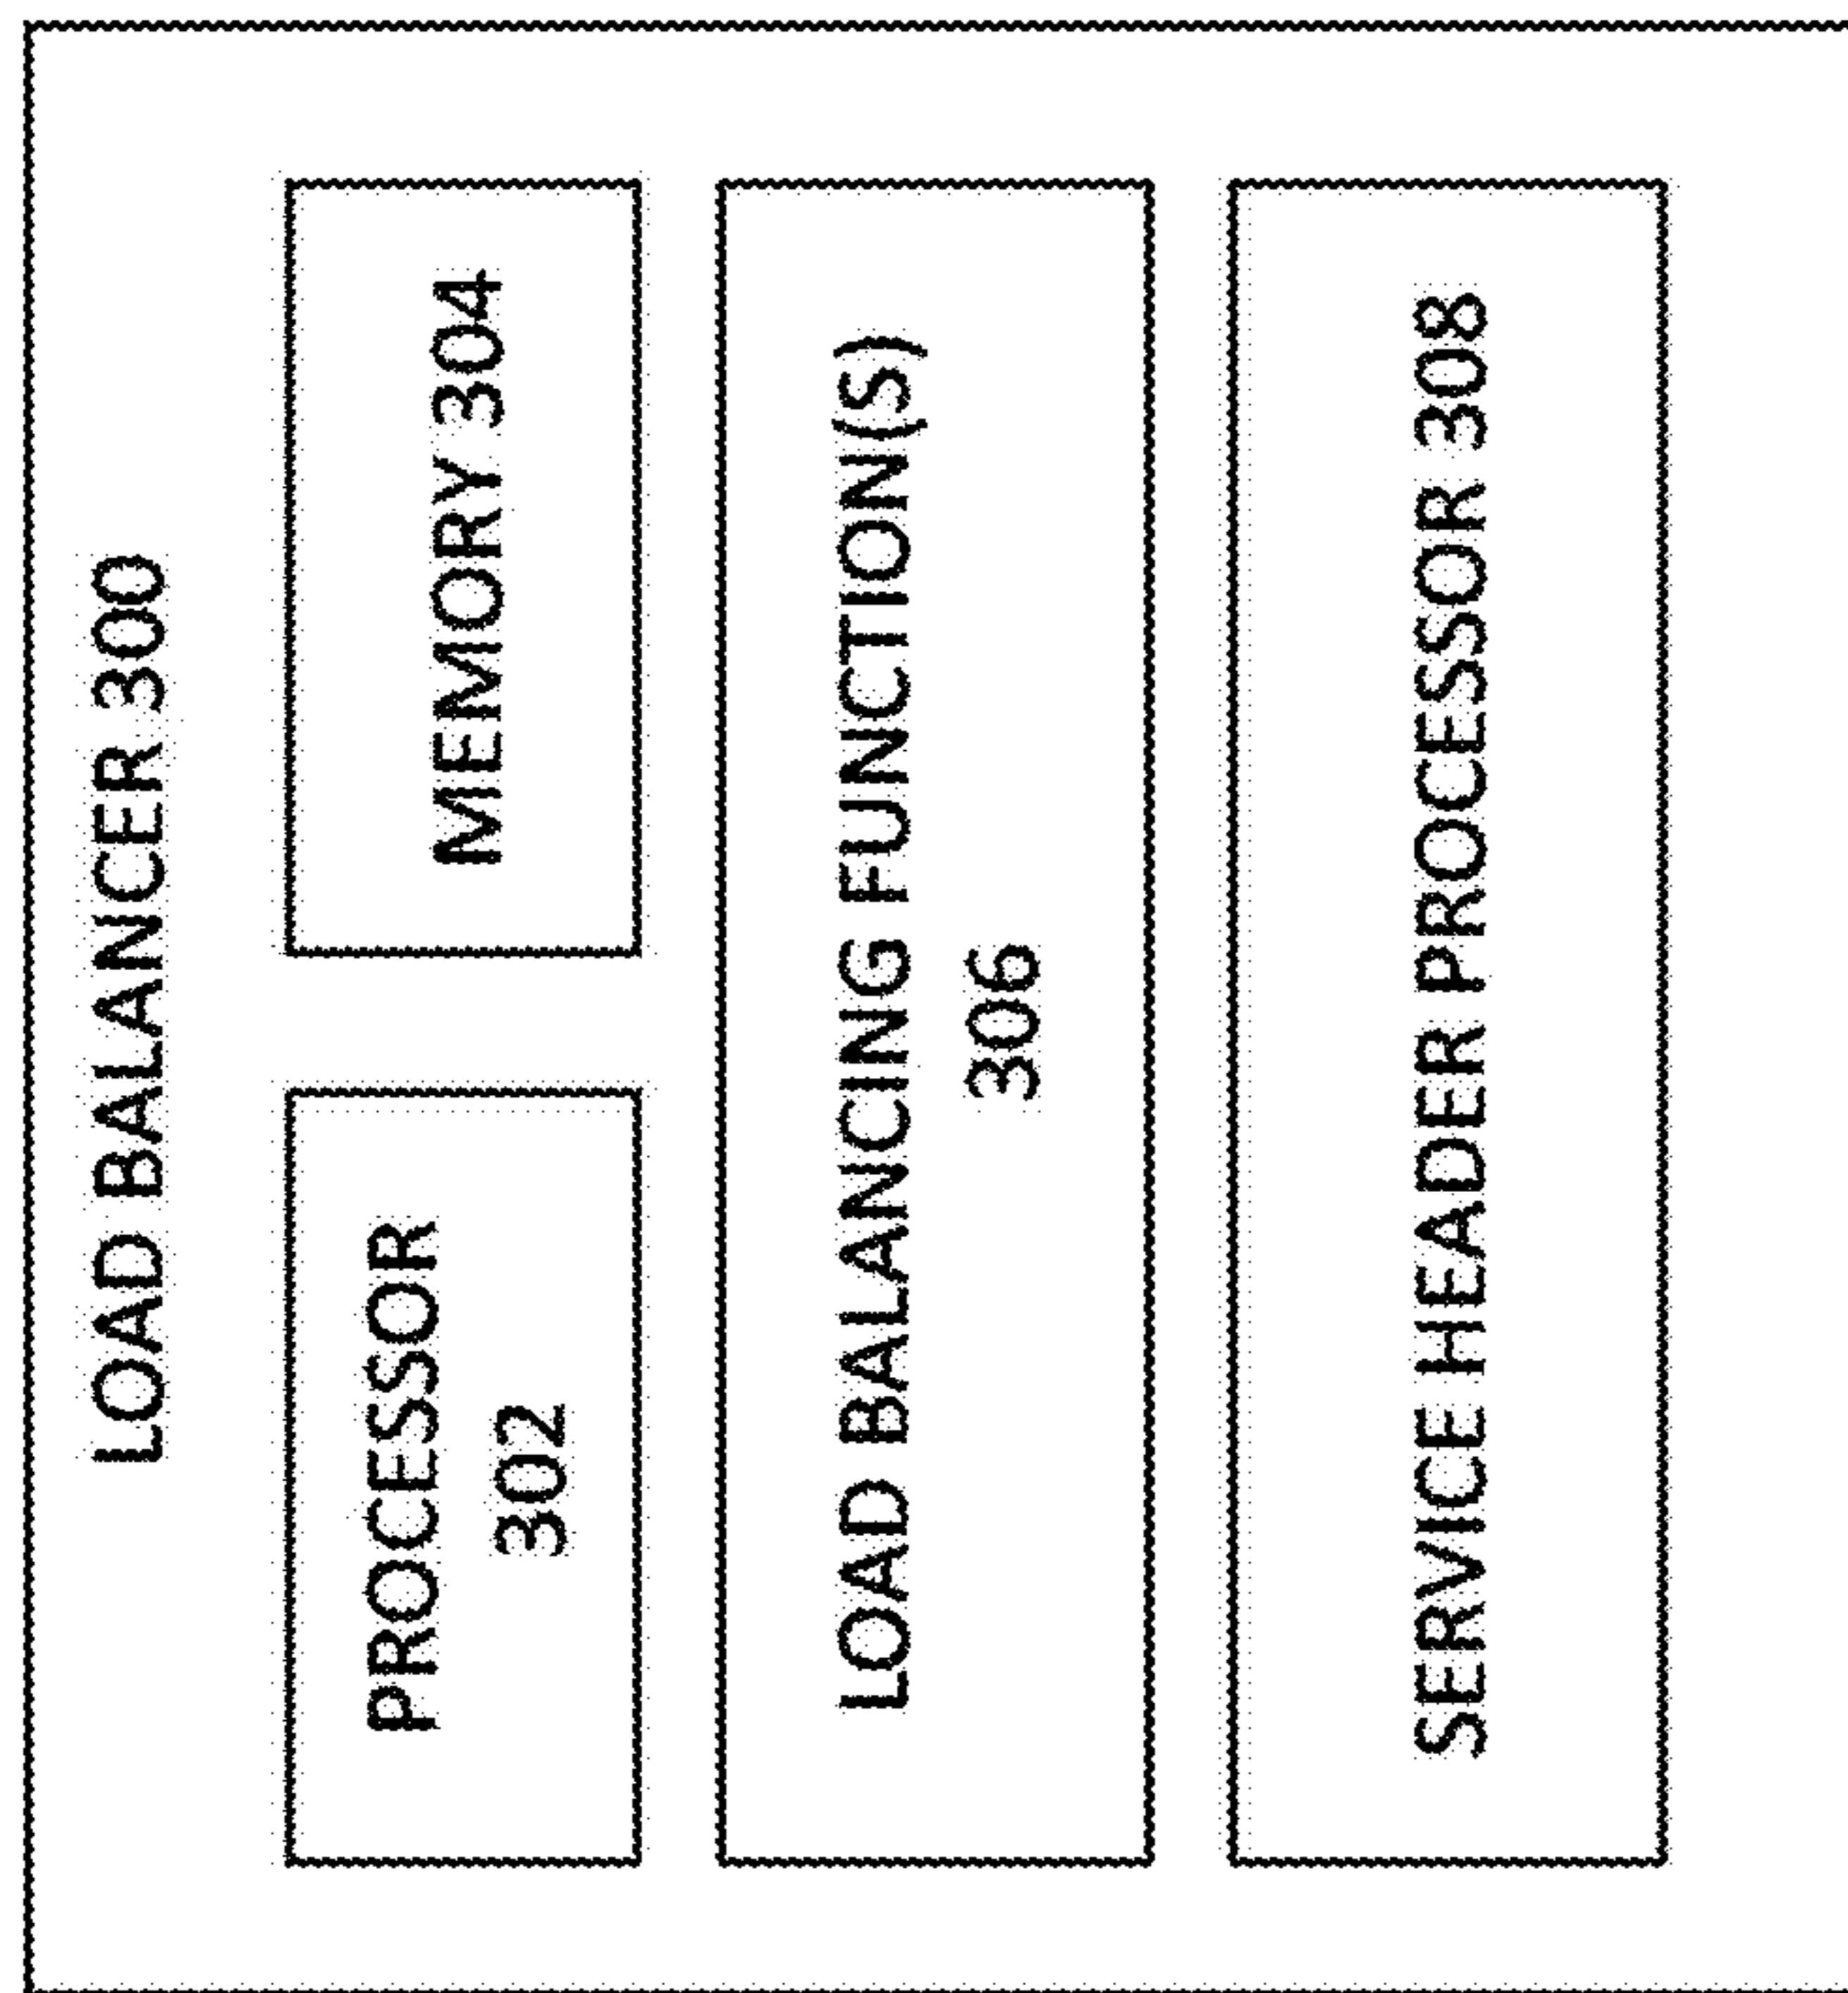 LOAD BALANCER 300
PROCESSOR
302
MEMORY 304
LOAD BALANCING FUNCTION(S)
306
SERVICE HEADER PROCESSOR 308